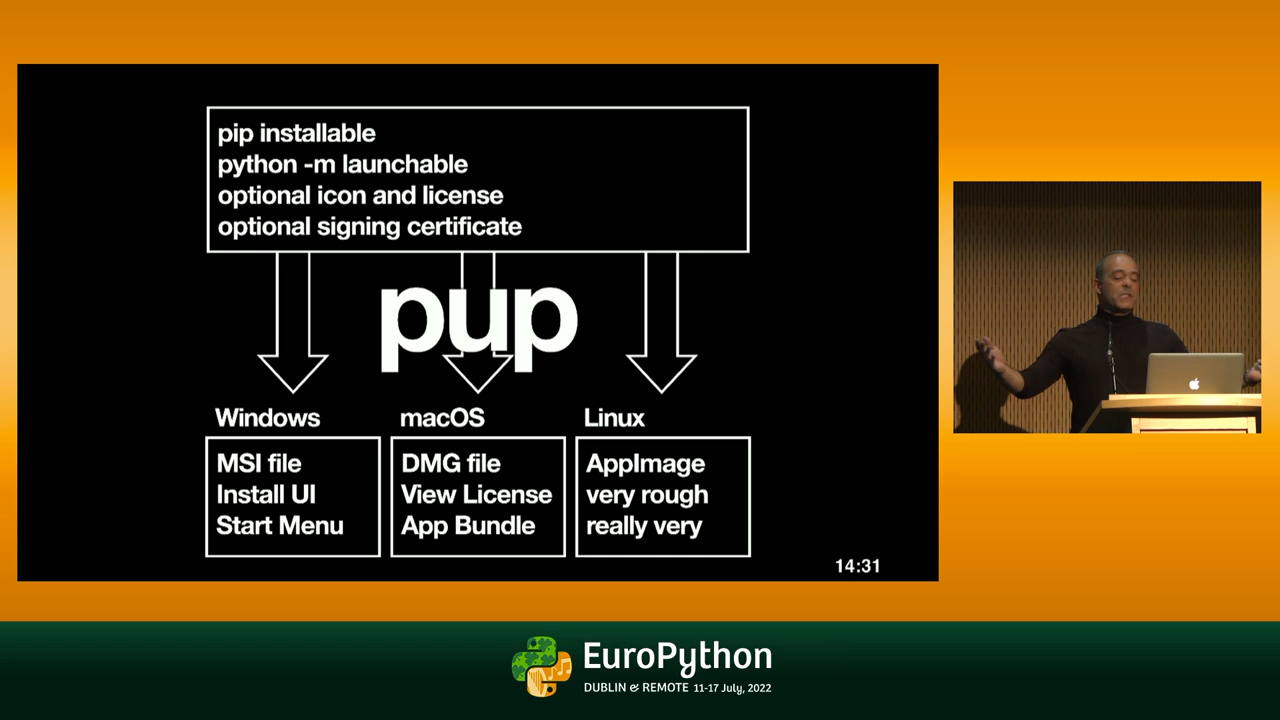 pip installable
python -m launchable
optional icon and license
optional signing certificate
pup
Windows
macOS
Linux
MSI file
Install UI
Start Menu
DMG file
View License
App Bundle
AppImage
very rough
really very
14:31
EuroPython
DUBLIN & REMOTE 11-17 July, 2022